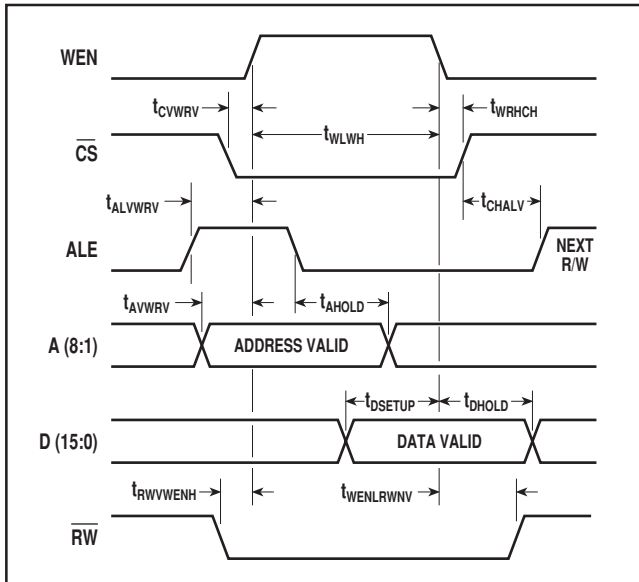 WEN
tCVWRV
tWRHCH
tWLWH
CS
tALVWRV
tCHALV
ALE
NEXT
R/W
tAVWRV
tAHOLD
A (8:1)
ADDRESS VALID
tDSETUP
tDHOLD
D (15:0)
DATA VALID
tRWVWENH
tWENLRWNV
RW